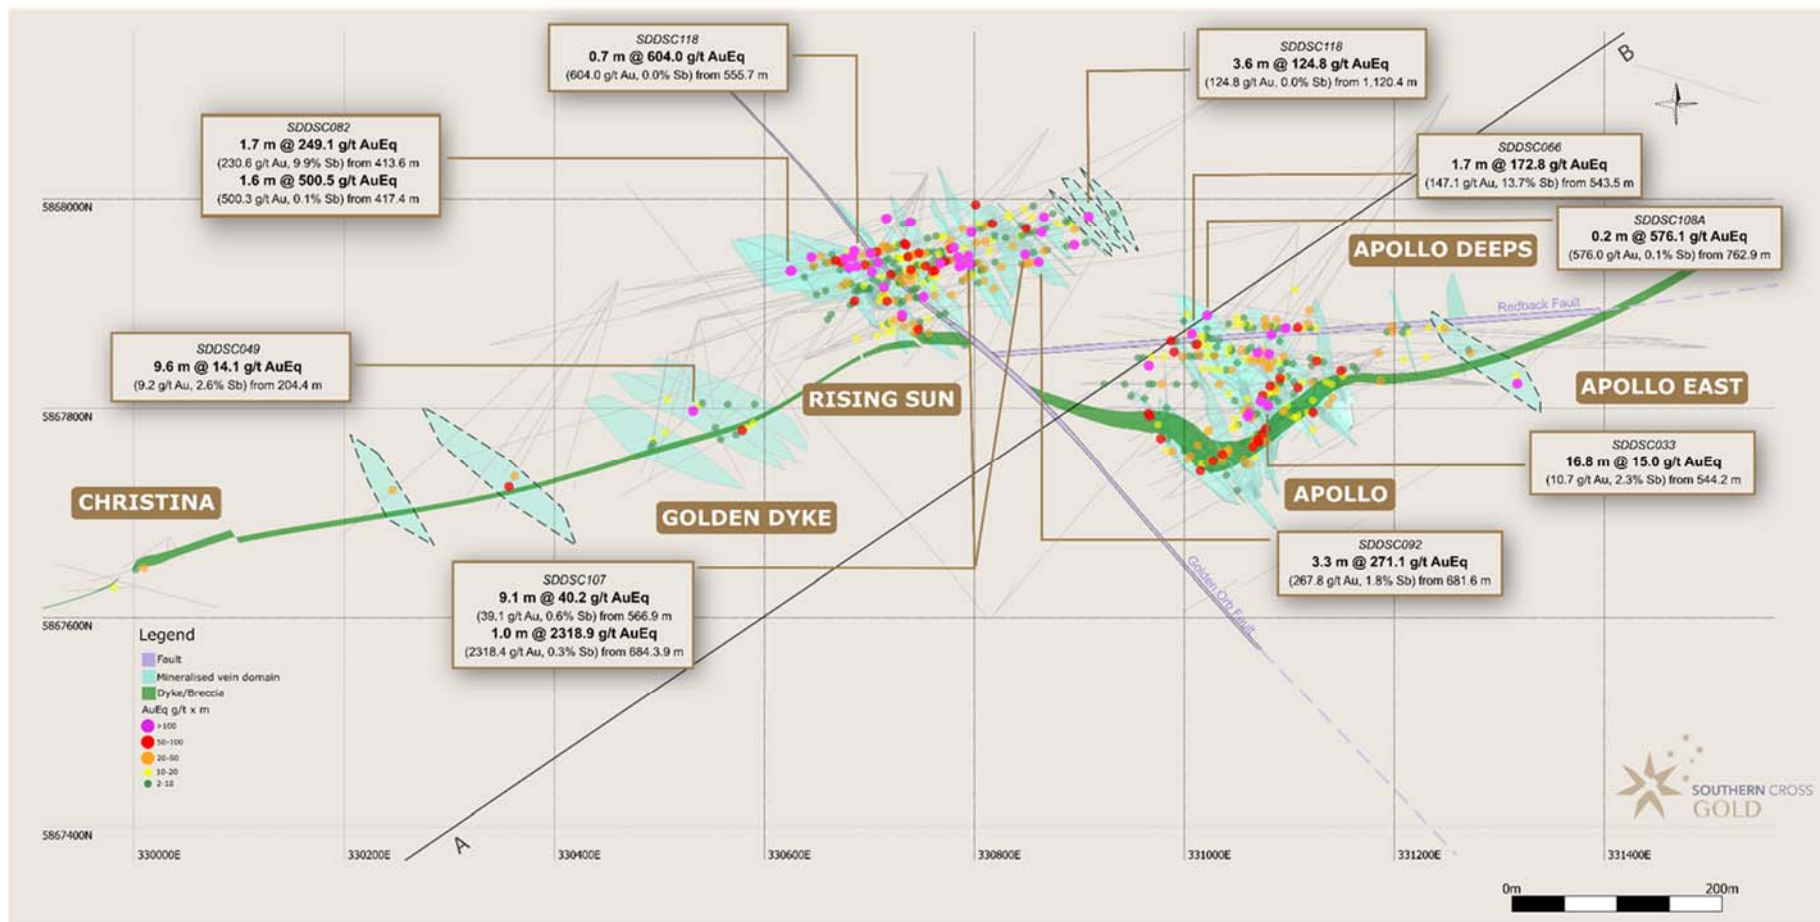 SDDSC118
0.7 m @ 604.0 g/t AuEq
(604.0 g/t Au, 0.0% Sb) from 555.7 m
SDDSC118
3.6 m @ 124.8 g/t AuEq
(124.8 g/t Au, 0.0% Sb) from 1,120.4 m
B
SDDSC082
1.7 m @ 249.1 g/t AuEq
(230.6 g/t Au, 9.9% Sb) from 413.6 m
1.6 m @ 500.5 g/t AuEq
(500.3 g/t Au, 0.1% Sb) from 417.4 m
SDDSC066
1.7 m @ 172.8 g/t AuEq
(147.1 g/t Au, 13.7% Sb) from 543.5 m
5868000N
SDDSC108A
0.2 m @ 576.1 g/t AuEq
(576.0 g/t Au, 0.1% Sb) from 762.9 m
APOLLO DEEPS
Redback Fault
SDDSC049
9.6 m @ 14.1 g/t AuEq
(9.2 g/t Au, 2.6% Sb) from 204.4 m
RISING SUN
APOLLO EAST
5867800N
SDDSC033
16.8 m @ 15.0 g/t AuEq
(10.7 g/t Au, 2.3% Sb) from 544.2 m
CHRISTINA
GOLDEN DYKE
APOLLO
SDDSC092
3.3 m @ 271.1 g/t AuEq
(267.8 g/t Au, 1.8% Sb) from 681.6 m
Golden Orb Fault
SDDSC107
9.1 m @ 40.2 g/t AuEq
(39.1 g/t Au, 0.6% Sb) from 566.9 m
1.0 m @ 2318.9 g/t AuEq
(2318.4 g/t Au, 0.3% Sb) from 684.3.9 m
5867600N
Legend
Fault
Mineralised vein domain
Dyke/Breccia
AuEq g/t x m
>100
50-100
20-50
10-20
2-10
SOUTHERN CROSS
GOLD
5867400N
A
330000E
330200E
330400E
330600E
330800E
331000E
331200E
331400E
0m
200m